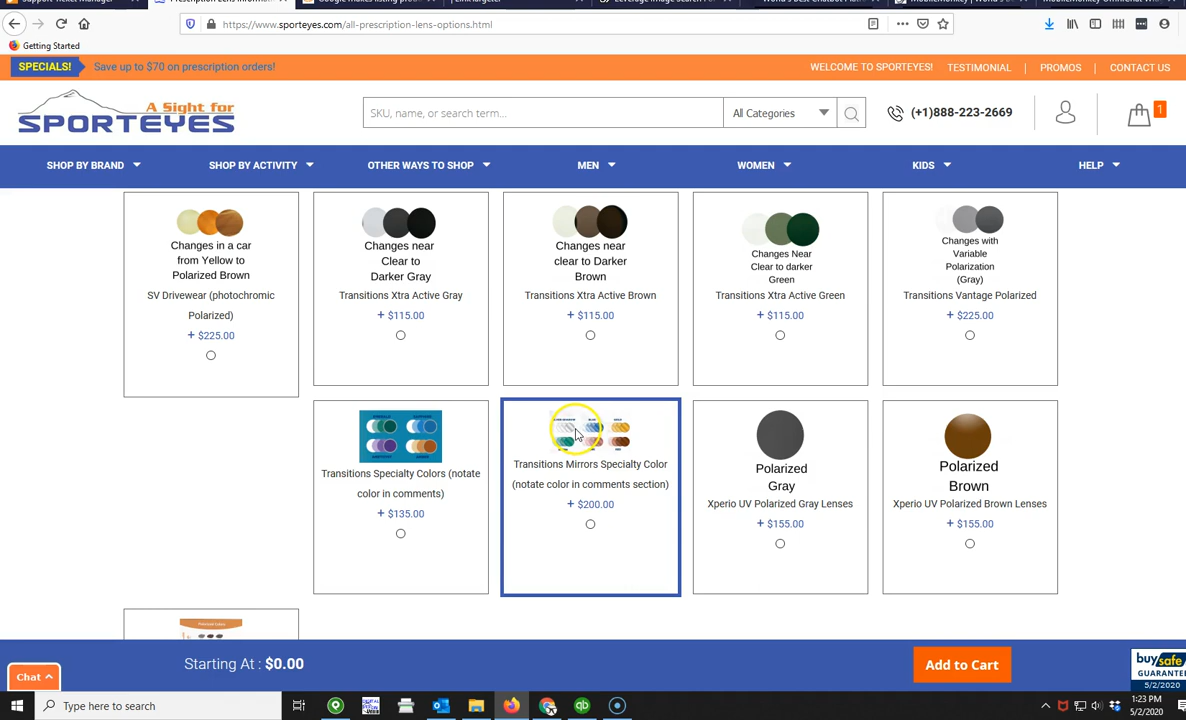 https://www.sporteyes.com/all-prescription-lens-options.html
Getting Started
SPECIALS!
Save up to $70 on prescription orders!
WELCOME TO SPORTEYES!
TESTIMONIAL
PROMOS
CONTACT US
A Sight for
SPORTEYES
SKU, name, or search term...
All Categories
(+1)888-223-2669
1
SHOP BY BRAND
SHOP BY ACTIVITY
OTHER WAYS TO SHOP
MEN
WOMEN
KIDS
HELP
Changes in a car
from Yellow to
Polarized Brown
SV Drivewear (photochromic
Polarized)
+ $225.00
Changes near
Clear to
Darker Gray
Transitions Xtra Active Gray
+ $115.00
Changes near
clear to Darker
Brown
Transitions Xtra Active Brown
+ $115.00
Changes Near
Clear to darker
Green
Transitions Xtra Active Green
+ $115.00
Changes with
Variable
Polarization
(Gray)
Transitions Vantage Polarized
+ $225.00
Transitions Specialty Colors (notate
color in comments)
+ $135.00
Transitions Mirrors Specialty Color
(notate color in comments section)
+ $200.00
Polarized
Gray
Xperio UV Polarized Gray Lenses
+ $155.00
Polarized
Brown
Xperio UV Polarized Brown Lenses
+ $155.00
Starting At : $0.00
Add to Cart
Chat
buySafe
GUARANTEE
5/2/2020
Type here to search
1:23 PM
5/2/2020